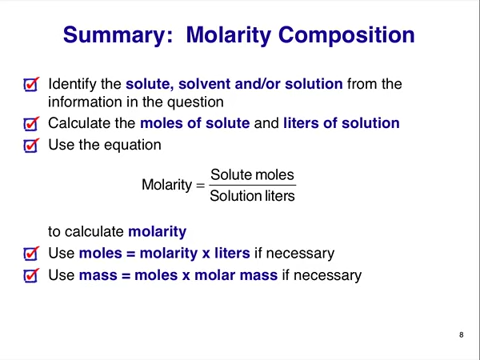 Summary: Molarity Composition
Identify the solute, solvent and/or solution from the
information in the question
Calculate the moles of solute and liters of solution
Use the equation
Molarity = Solute moles / Solution liters
to calculate molarity
Use moles = molarity x liters if necessary
Use mass = moles x molar mass if necessary
8